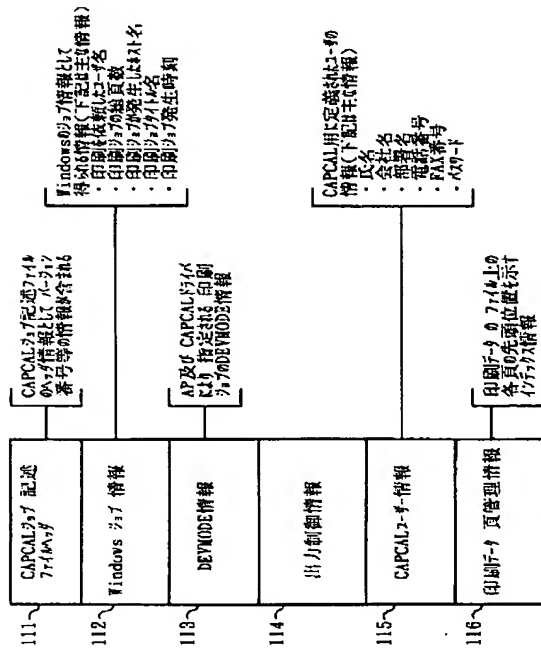 111
CAPCALジョブ 記述
ファイルヘッダ
CAPCALジョブ記述ファイル
のヘッダ情報として バージョン
番号等の情報が含まれる
112
Windows ジョブ 情報
Windowsのジョブ情報として
得られる情報(下記は主な情報)
・印刷を依頼したユーザ名
・印刷ジョブの総頁数
・印刷ジョブが発生したホスト名
・印刷ジョブタイトル名
・印刷ジョブ発生時刻
113
DEVMODE情報
AP及び CAPCALドライバ
により 指定される 印刷
ジョブのDEVMODE情報
114
出力制御情報
115
CAPCALユーザー情報
CAPCAL用に定義されたユーザの
情報(下記は主な情報)
・氏名
・会社名
・部署名
・電話番号
・FAX番号
・パスワード
116
印刷データ 頁管理情報
印刷データ の ファイル上の
各頁の先頭位置を示す
インデックス情報